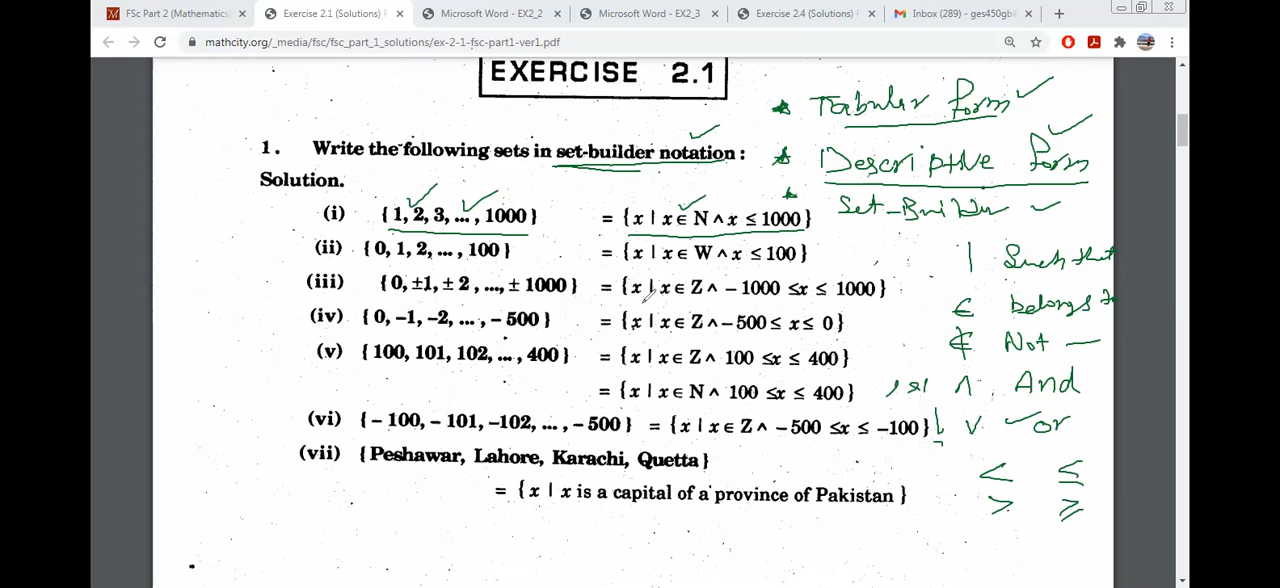 FSc Part 2 (Mathematics)
Exercise 2.1 (Solutions)
Microsoft Word - EX2_2
Microsoft Word - EX2_3
Exercise 2.4 (Solutions)
Inbox (289) - ges450gb
mathcity.org/_media/fsc/fsc_part_1_solutions/ex-2-1-fsc-part1-ver1.pdf
EXERCISE 2.1
Tabular form
1. Write the following sets in set-builder notation :
Descriptive form
Solution.
Set-Builder
(i) { 1, 2, 3, ... , 1000 } = { x | x ∈ N ∧ x ≤ 1000 }
(ii) { 0, 1, 2, ... , 100 } = { x | x ∈ W ∧ x ≤ 100 }
| Such that
(iii) { 0, ±1, ± 2 , ..., ± 1000 } = { x | x ∈ Z ∧ – 1000 ≤x ≤ 1000 }
∈ belongs to
(iv) { 0, –1, –2, ... , – 500 } = { x | x ∈ Z ∧ – 500 ≤ x ≤ 0 }
∉ Not —
(v) { 100, 101, 102, ... , 400 } = { x | x ∈ Z ∧ 100 ≤x ≤ 400 }
= { x | x ∈ N ∧ 100 ≤x ≤ 400 }
∧ And
(vi) { – 100, – 101, –102, ... , – 500 } = { x | x ∈ Z ∧ – 500 ≤x ≤ –100 }
∨ or
(vii) { Peshawar, Lahore, Karachi, Quetta }
< ≤
= { x | x is a capital of a province of Pakistan }
> ≥